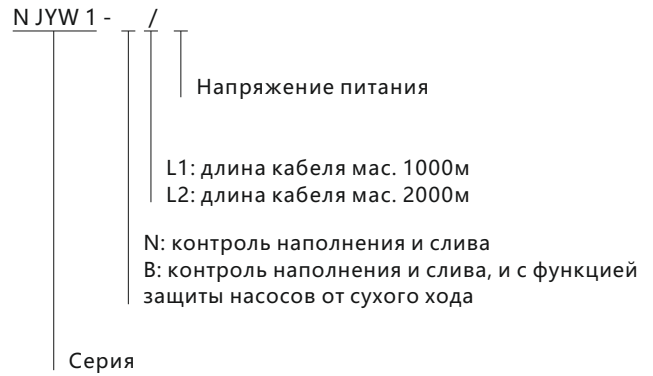 N JYW 1 - /
Напряжение питания
L1: длина кабеля мас. 1000м
L2: длина кабеля мас. 2000м
N: контроль наполнения и слива
B: контроль наполнения и слива, и с функцией
защиты насосов от сухого хода
Серия